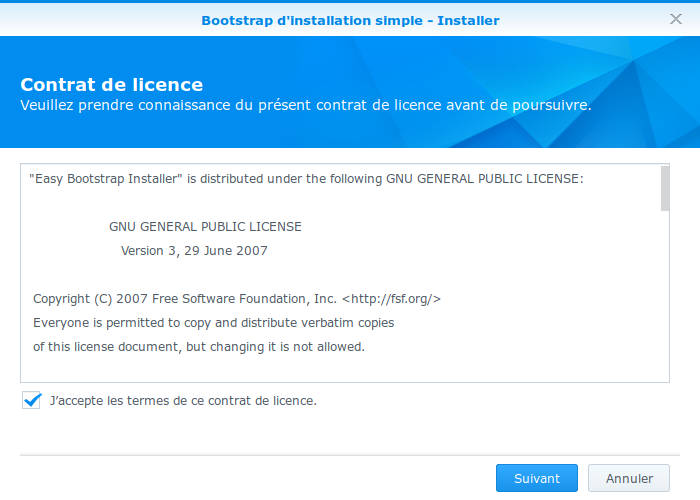 Bootstrap d'installation simple - Installer
Contrat de licence
Veuillez prendre connaissance du présent contrat de licence avant de poursuivre.
"Easy Bootstrap Installer" is distributed under the following GNU GENERAL PUBLIC LICENSE:
GNU GENERAL PUBLIC LICENSE
Version 3, 29 June 2007
Copyright (C) 2007 Free Software Foundation, Inc. <http://fsf.org/>
Everyone is permitted to copy and distribute verbatim copies
of this license document, but changing it is not allowed.
J'accepte les termes de ce contrat de licence.
Suivant
Annuler